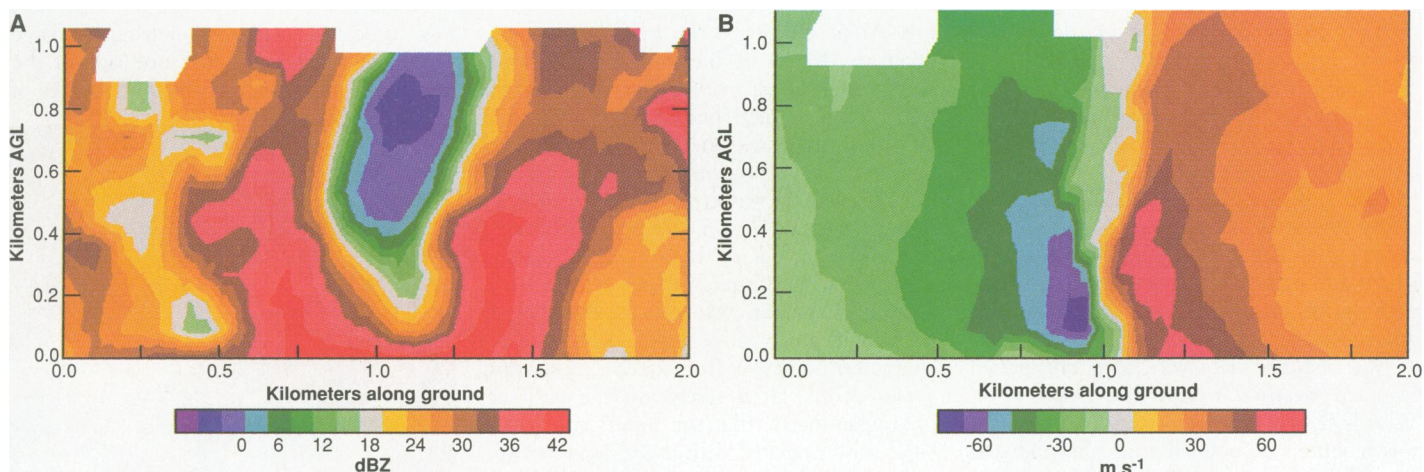 A
B
1.0
0.8
0.6
0.4
0.2
0.0
Kilometers AGL
0.0 0.5 1.0 1.5 2.0
Kilometers along ground
0 6 12 18 24 30 36 42
dBZ
1.0
0.8
0.6
0.4
0.2
0.0
Kilometers AGL
0.0 0.5 1.0 1.5 2.0
Kilometers along ground
-60 -30 0 30 60
m s⁻¹